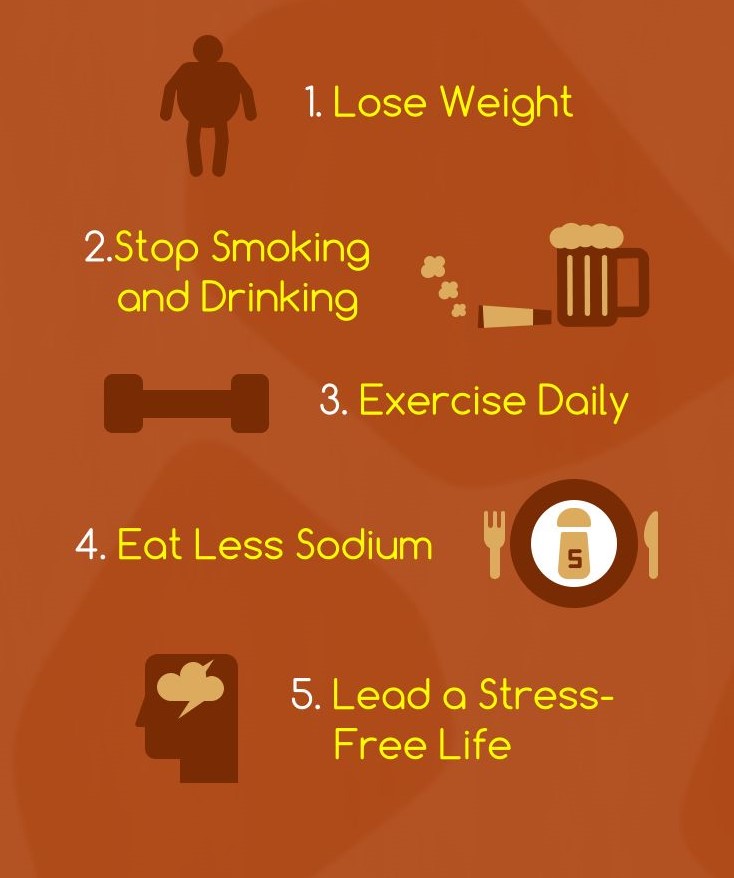 1. Lose Weight
2.Stop Smoking
and Drinking
3. Exercise Daily
4. Eat Less Sodium
S
5. Lead a Stress-
Free Life